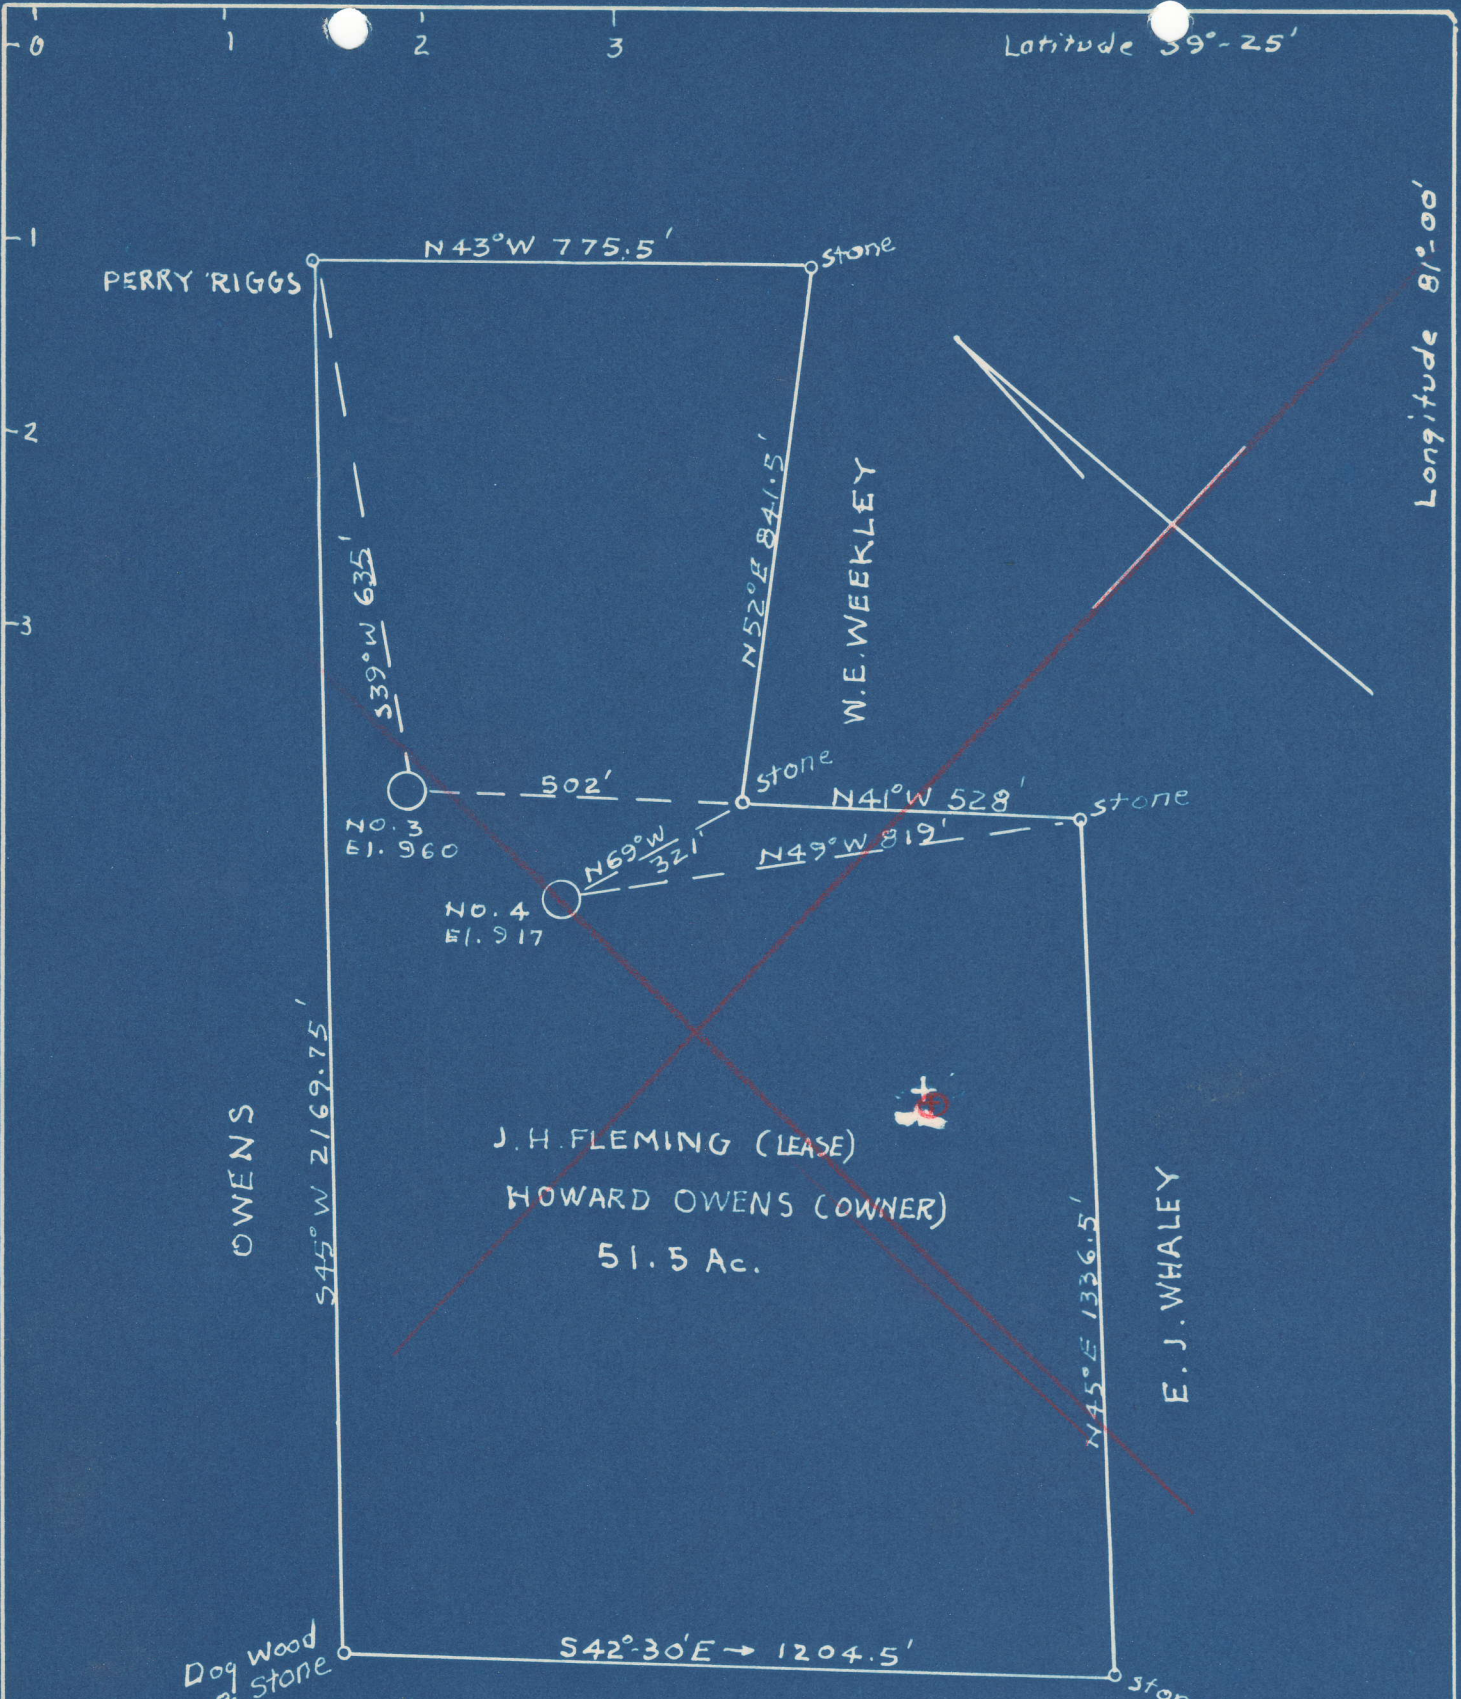 0 1 2 3
Latitude 39°-25'
Longitude 81°-00'
1
2
3
N43°W 775.5'
stone
PERRY RIGGS
S39°W 635'
N52°E 841.5'
W.E. WEEKLEY
stone
502'
N41°W 528'
stone
NO. 3
El. 960
N69°W
321'
N49°W 819'
NO. 4
El. 917
S45°W 2169.75'
OWENS
J. H. FLEMING (LEASE)
HOWARD OWENS (OWNER)
51.5 Ac.
N45°E 1336.5'
E. J. WHALEY
S42°-30'E → 1204.5'
Dog wood
& stone